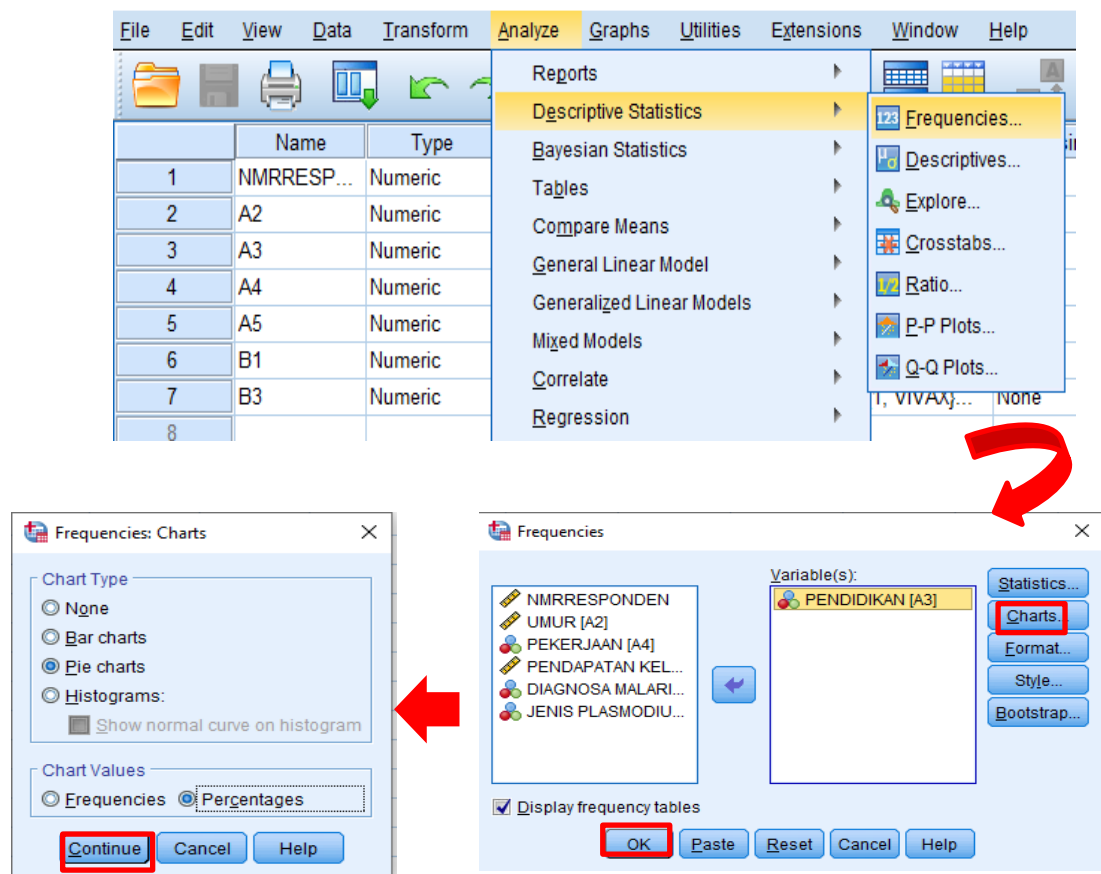 File Edit View Data Transform Analyze Graphs Utilities Extensions Window Help
Reports
Descriptive Statistics
Bayesian Statistics
Tables
Compare Means
General Linear Model
Generalized Linear Models
Mixed Models
Correlate
Regression
123 Frequencies...
Descriptives...
Explore...
Crosstabs...
1/2 Ratio...
P-P Plots...
Q-Q Plots...
Name Type
1 NMRRESP... Numeric
2 A2 Numeric
3 A3 Numeric
4 A4 Numeric
5 A5 Numeric
6 B1 Numeric
7 B3 Numeric VIVAX}... None
8
Frequencies: Charts
Chart Type
None
Bar charts
Pie charts
Histograms:
Show normal curve on histogram
Chart Values
Frequencies Percentages
Continue Cancel Help
Frequencies
NMRRESPONDEN
UMUR [A2]
PEKERJAAN [A4]
PENDAPATAN KEL...
DIAGNOSA MALARI...
JENIS PLASMODIU...
Variable(s):
PENDIDIKAN [A3]
Statistics...
Charts...
Format...
Style...
Bootstrap...
Display frequency tables
OK Paste Reset Cancel Help